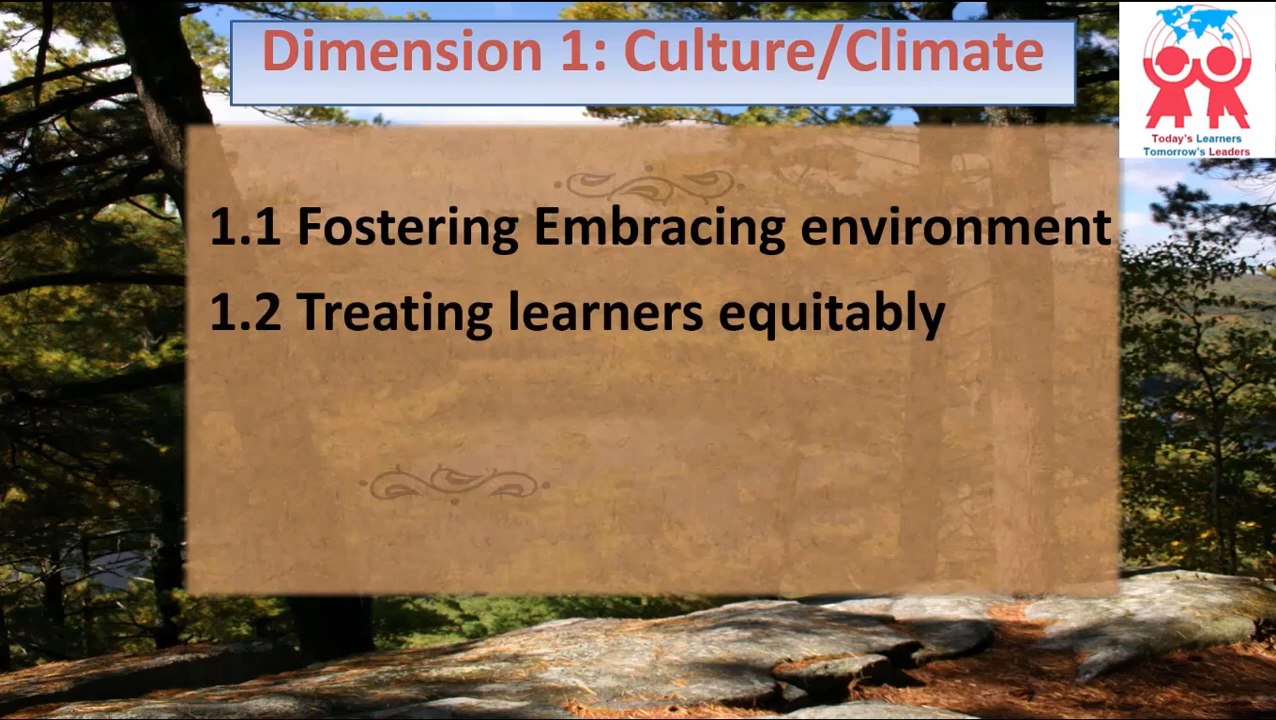 Dimension 1: Culture/Climate
Today's Learners
Tomorrow's Leaders
1.1 Fostering Embracing environment
1.2 Treating learners equitably